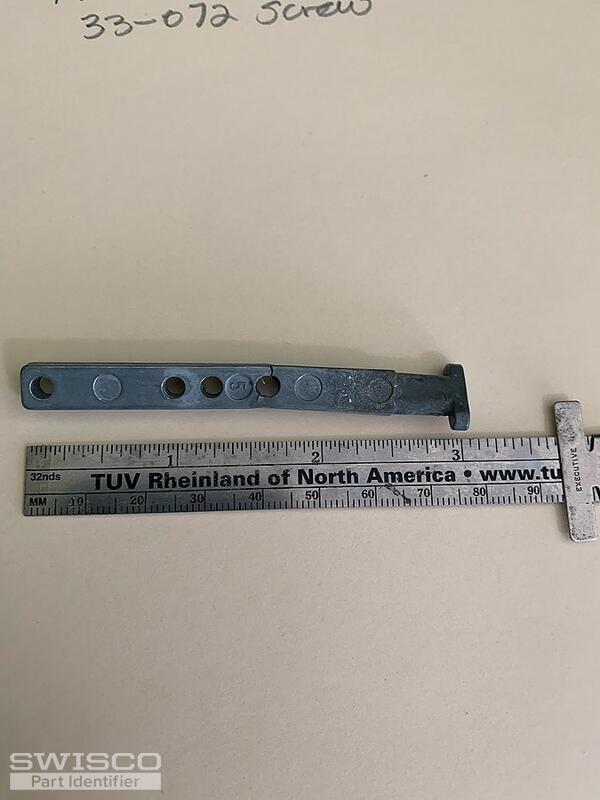 33-072 Screw
5
1 2 3
32nds
TUV Rheinland of North America • www.tu
MM 10 20 30 40 50 60 70 80 90
EXECUTIVE
SWISCO
Part Identifier